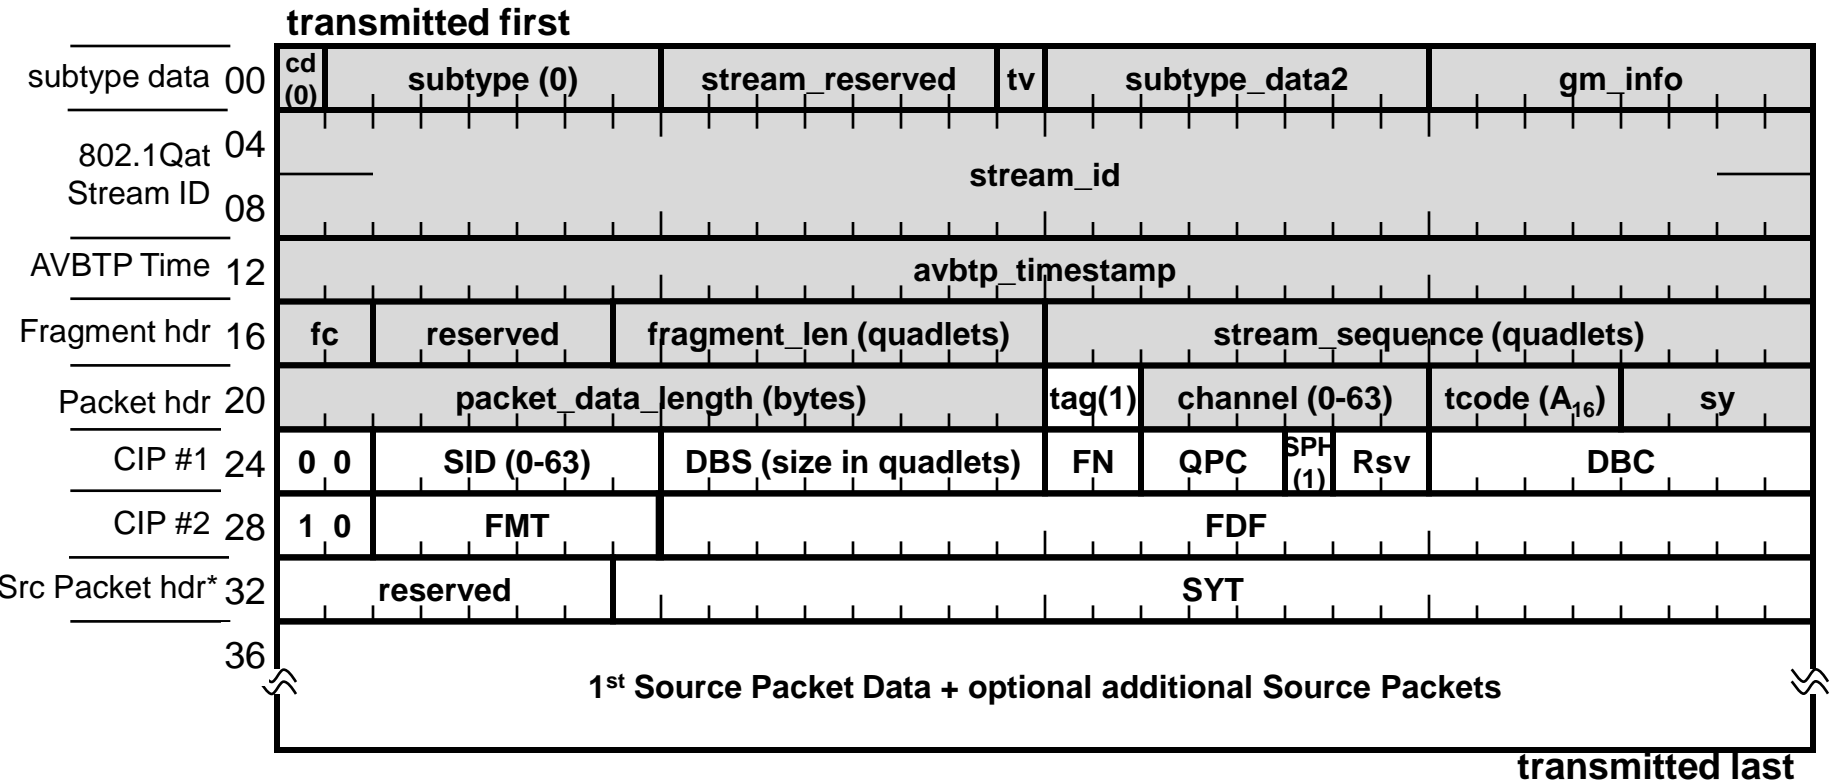 transmitted first
subtype data 00 cd (0) subtype (0) stream_reserved tv subtype_data2 gm_info
802.1Qat Stream ID 04 08 stream_id
AVBTP Time 12 avbtp_timestamp
Fragment hdr 16 fc reserved fragment_len (quadlets) stream_sequence (quadlets)
Packet hdr 20 packet_data_length (bytes) tag(1) channel (0-63) tcode (A16) sy
CIP #1 24 0 0 SID (0-63) DBS (size in quadlets) FN QPC SPH (1) Rsv DBC
CIP #2 28 1 0 FMT FDF
Src Packet hdr* 32 reserved SYT
36
1st Source Packet Data + optional additional Source Packets
transmitted last